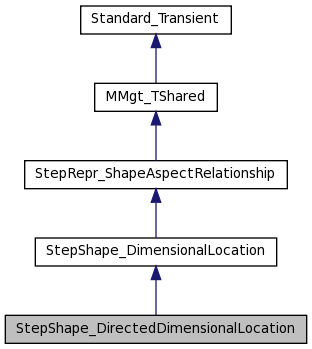 Standard_Transient
MMgt_TShared
StepRepr_ShapeAspectRelationship
StepShape_DimensionalLocation
StepShape_DirectedDimensionalLocation